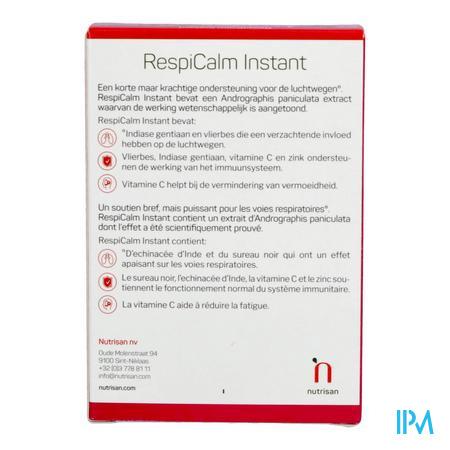 RespiCalm Instant
Een korte maar krachtige ondersteuning voor de luchtwegen°.
RespiCalm Instant bevat een Andrographis paniculata extract
waarvan de werking wetenschappelijk is aangetoond.
RespiCalm Instant bevat:
°Indiase gentiaan en vlierbes die een verzachtende invloed
hebben op de luchtwegen.
Vlierbes, Indiase gentiaan, vitamine C en zink ondersteu-
nen de werking van het immuunsysteem.
Vitamine C helpt bij de vermindering van vermoeidheid.
Un soutien bref, mais puissant pour les voies respiratoires°.
RespiCalm Instant contient un extrait d'Andrographis paniculata
dont l'effet a été scientifiquement prouvé.
RespiCalm Instant contient:
°D'echinacée d'Inde et du sureau noir qui ont un effet
apaisant sur les voies respiratoires.
Le sureau noir, l'echinacée d'Inde, la vitamine C et le zinc sou-
tiennent le fonctionnement normal du système immunitaire.
La vitamine C aide à réduire la fatigue.
Nutrisan nv
Oude Molenstraat 94
9100 Sint-Niklaas
+32 (0)3 778 81 11
info@nutrisan.com
nutrisan.com
nutrisan
IPM